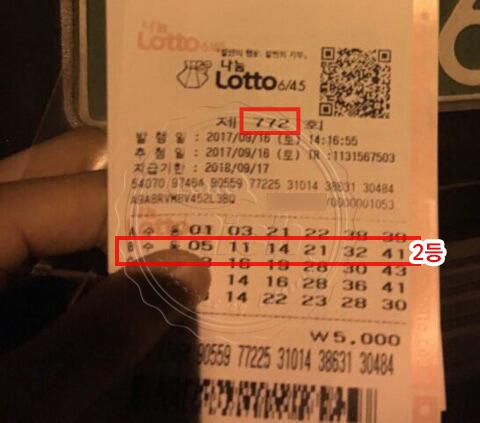 나눔
Lotto 6/45
나눔
Lotto 6/45
제 772 회
발 행 일 : 2017/09/16 (토) 14:16:55
추 첨 일 : 2017/09/16 (토) TR :1131567503
지급기한 : 2018/09/17
54070 97464 90559 77225 31014 38631 30484
/0000001053
A 수 동 01 03 21 22 38 39
B 수 동 05 11 14 21 32 41 2등
16 19 28 30 43
14 16 28 36 41
14 22 23 28 30
₩5,000
90559 77225 31014 38631 30484